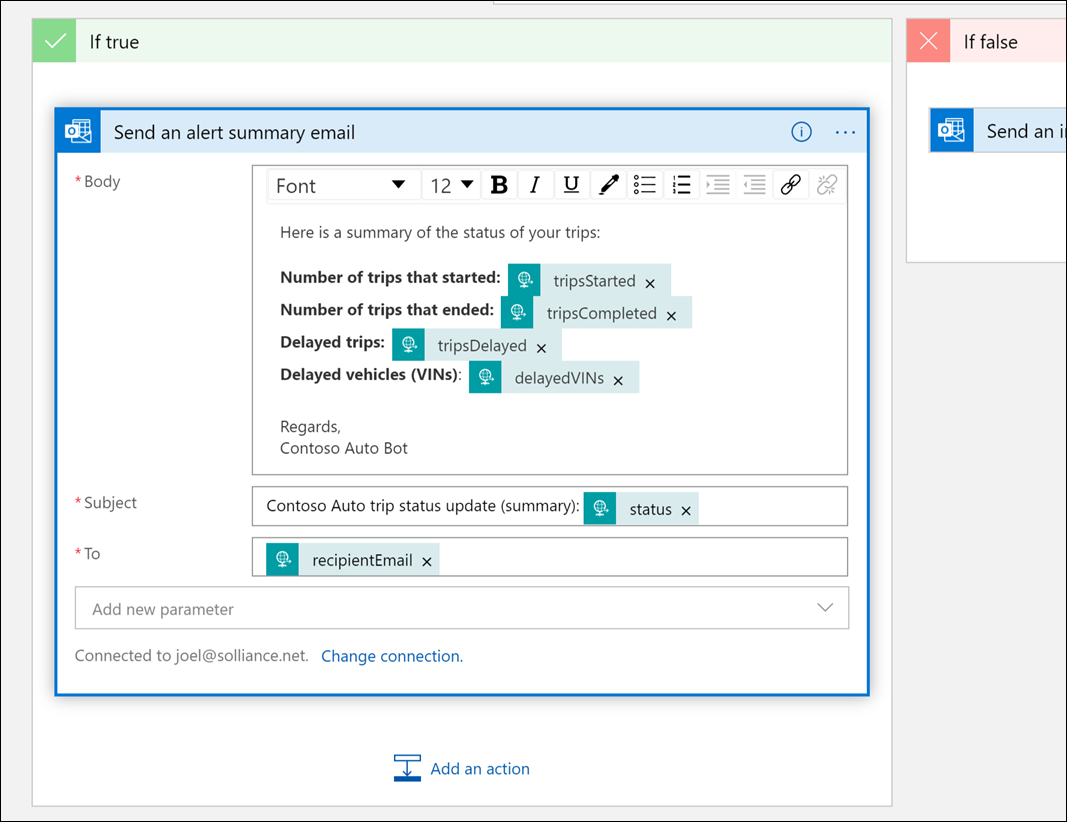 If true
If false
Send an alert summary email
Send an i
* Body
Font 12 B I U
Here is a summary of the status of your trips:
Number of trips that started: tripsStarted ×
Number of trips that ended: tripsCompleted ×
Delayed trips: tripsDelayed ×
Delayed vehicles (VINs): delayedVINs ×
Regards,
Contoso Auto Bot
* Subject
Contoso Auto trip status update (summary): status ×
* To
recipientEmail ×
Add new parameter
Connected to joel@solliance.net. Change connection.
Add an action